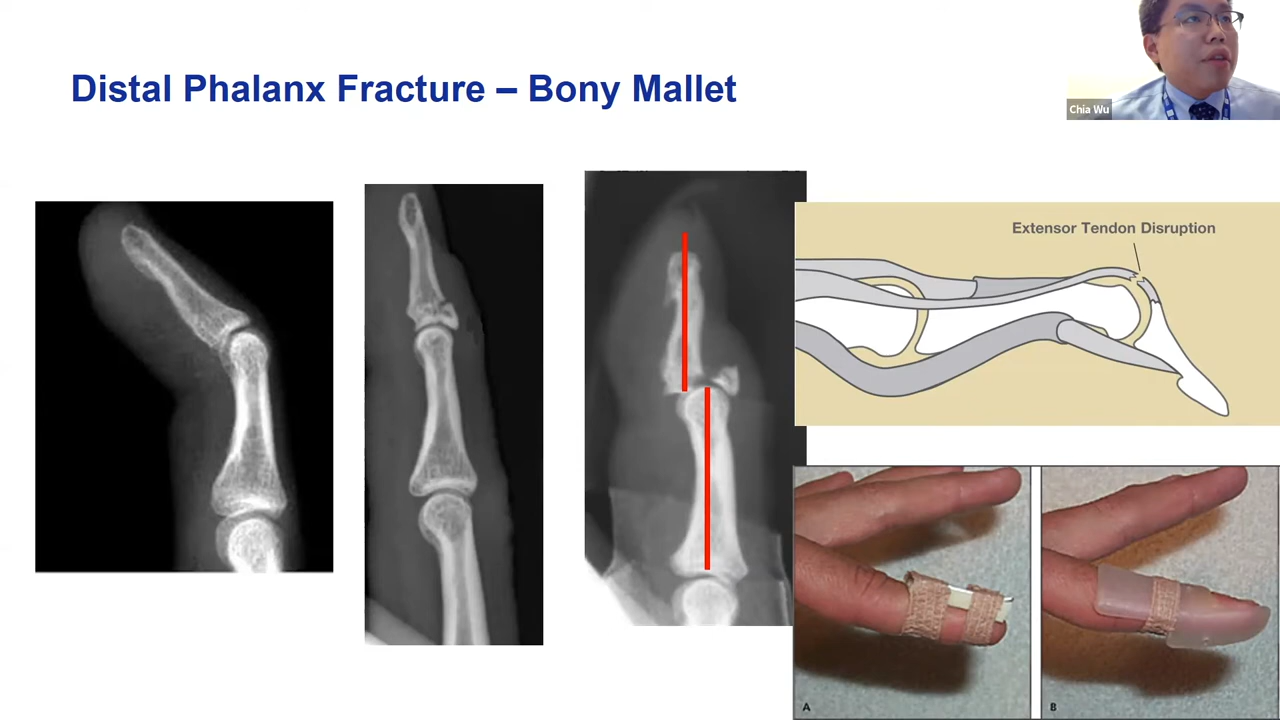 Distal Phalanx Fracture – Bony Mallet
Chia Wu
Extensor Tendon Disruption
A
B